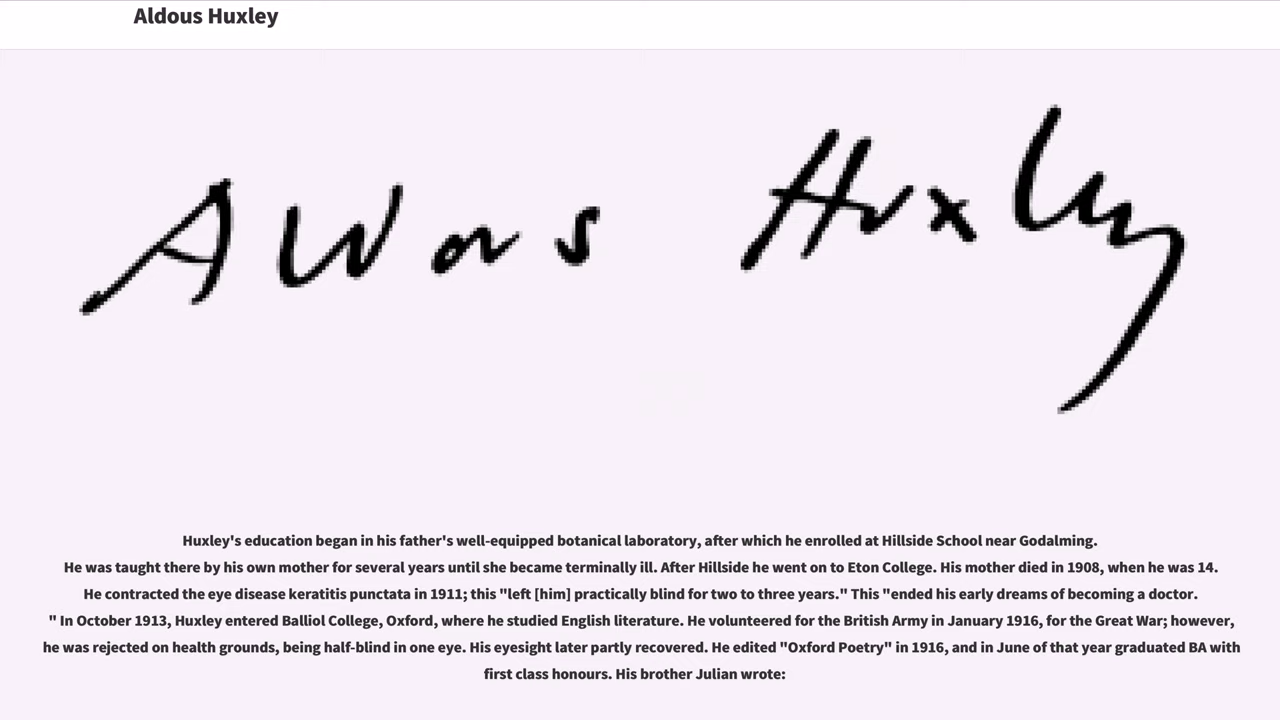 Aldous Huxley
Aldous Huxley
Huxley's education began in his father's well-equipped botanical laboratory, after which he enrolled at Hillside School near Godalming.
He was taught there by his own mother for several years until she became terminally ill. After Hillside he went on to Eton College. His mother died in 1908, when he was 14.
He contracted the eye disease keratitis punctata in 1911; this "left [him] practically blind for two to three years." This "ended his early dreams of becoming a doctor.
" In October 1913, Huxley entered Balliol College, Oxford, where he studied English literature. He volunteered for the British Army in January 1916, for the Great War; however,
he was rejected on health grounds, being half-blind in one eye. His eyesight later partly recovered. He edited "Oxford Poetry" in 1916, and in June of that year graduated BA with
first class honours. His brother Julian wrote: